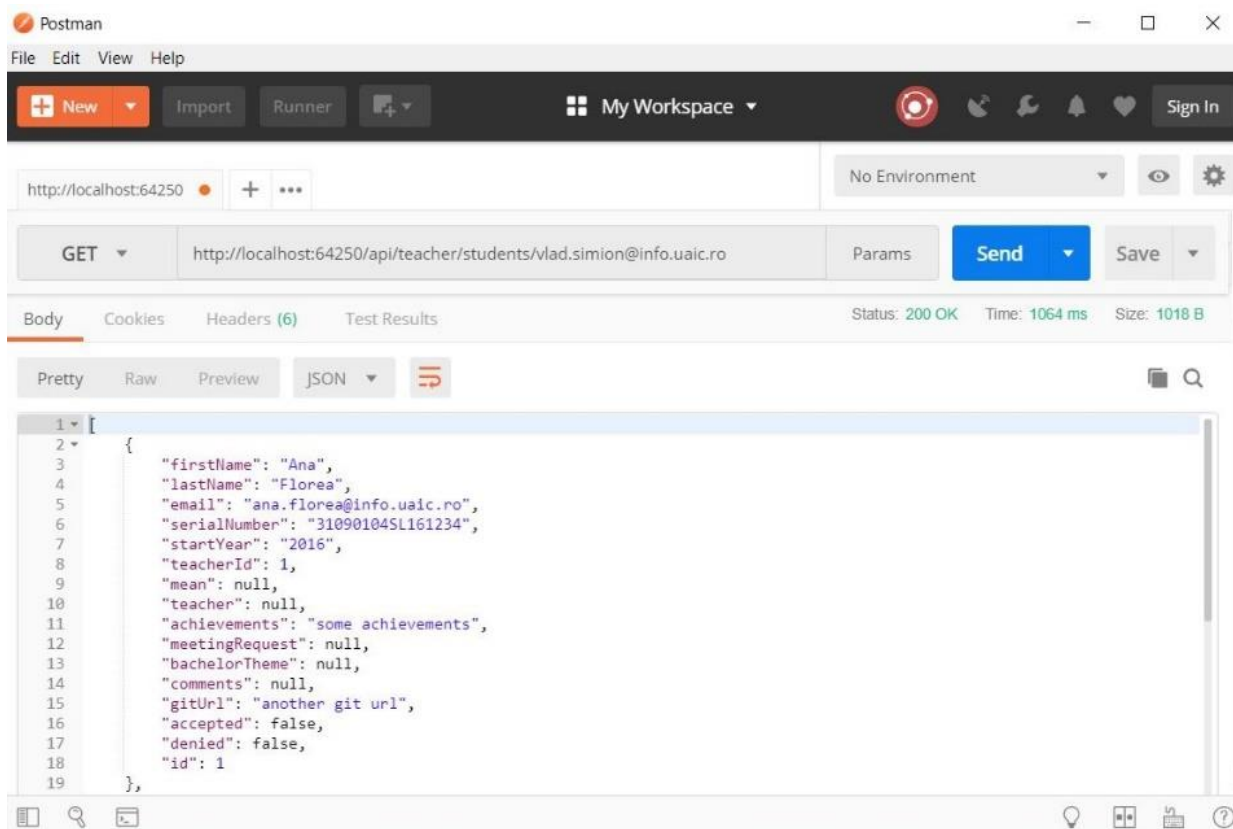 Postman
File Edit View Help
New Import Runner My Workspace Sign In
http://localhost:64250 No Environment
GET http://localhost:64250/api/teacher/students/vlad.simion@info.uaic.ro Params Send Save
Body Cookies Headers (6) Test Results Status: 200 OK Time: 1064 ms Size: 1018 B
Pretty Raw Preview JSON
1 [
2 {
3 "firstName": "Ana",
4 "lastName": "Florea",
5 "email": "ana.florea@info.uaic.ro",
6 "serialNumber": "31090104SL161234",
7 "startYear": "2016",
8 "teacherId": 1,
9 "mean": null,
10 "teacher": null,
11 "achievements": "some achievements",
12 "meetingRequest": null,
13 "bachelorTheme": null,
14 "comments": null,
15 "gitUrl": "another git url",
16 "accepted": false,
17 "denied": false,
18 "id": 1
19 },